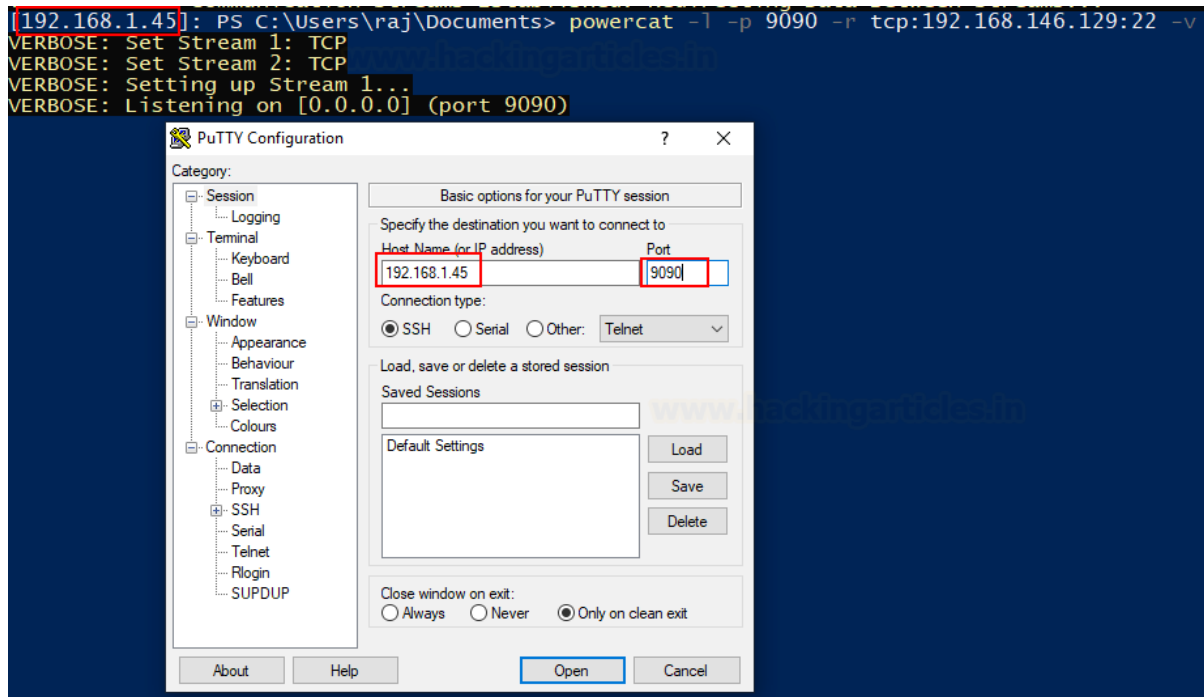 [192.168.1.45]: PS C:\Users\raj\Documents> powercat -l -p 9090 -r tcp:192.168.146.129:22 -v
VERBOSE: Set Stream 1: TCP
VERBOSE: Set Stream 2: TCP
www.hackingarticles.in
VERBOSE: Setting up Stream 1...
VERBOSE: Listening on [0.0.0.0] (port 9090)
PuTTY Configuration
?
Category:
Session
Logging
Terminal
Keyboard
Bell
Features
Window
Appearance
Behaviour
Translation
Selection
Colours
Connection
Data
Proxy
SSH
Serial
Telnet
Rlogin
SUPDUP
Basic options for your PuTTY session
Specify the destination you want to connect to
Host Name (or IP address) Port
192.168.1.45 9090
Connection type:
SSH Serial Other: Telnet
Load, save or delete a stored session
Saved Sessions
Default Settings
Load
Save
Delete
Close window on exit:
Always Never Only on clean exit
About Help Open Cancel
www.hackingarticles.in